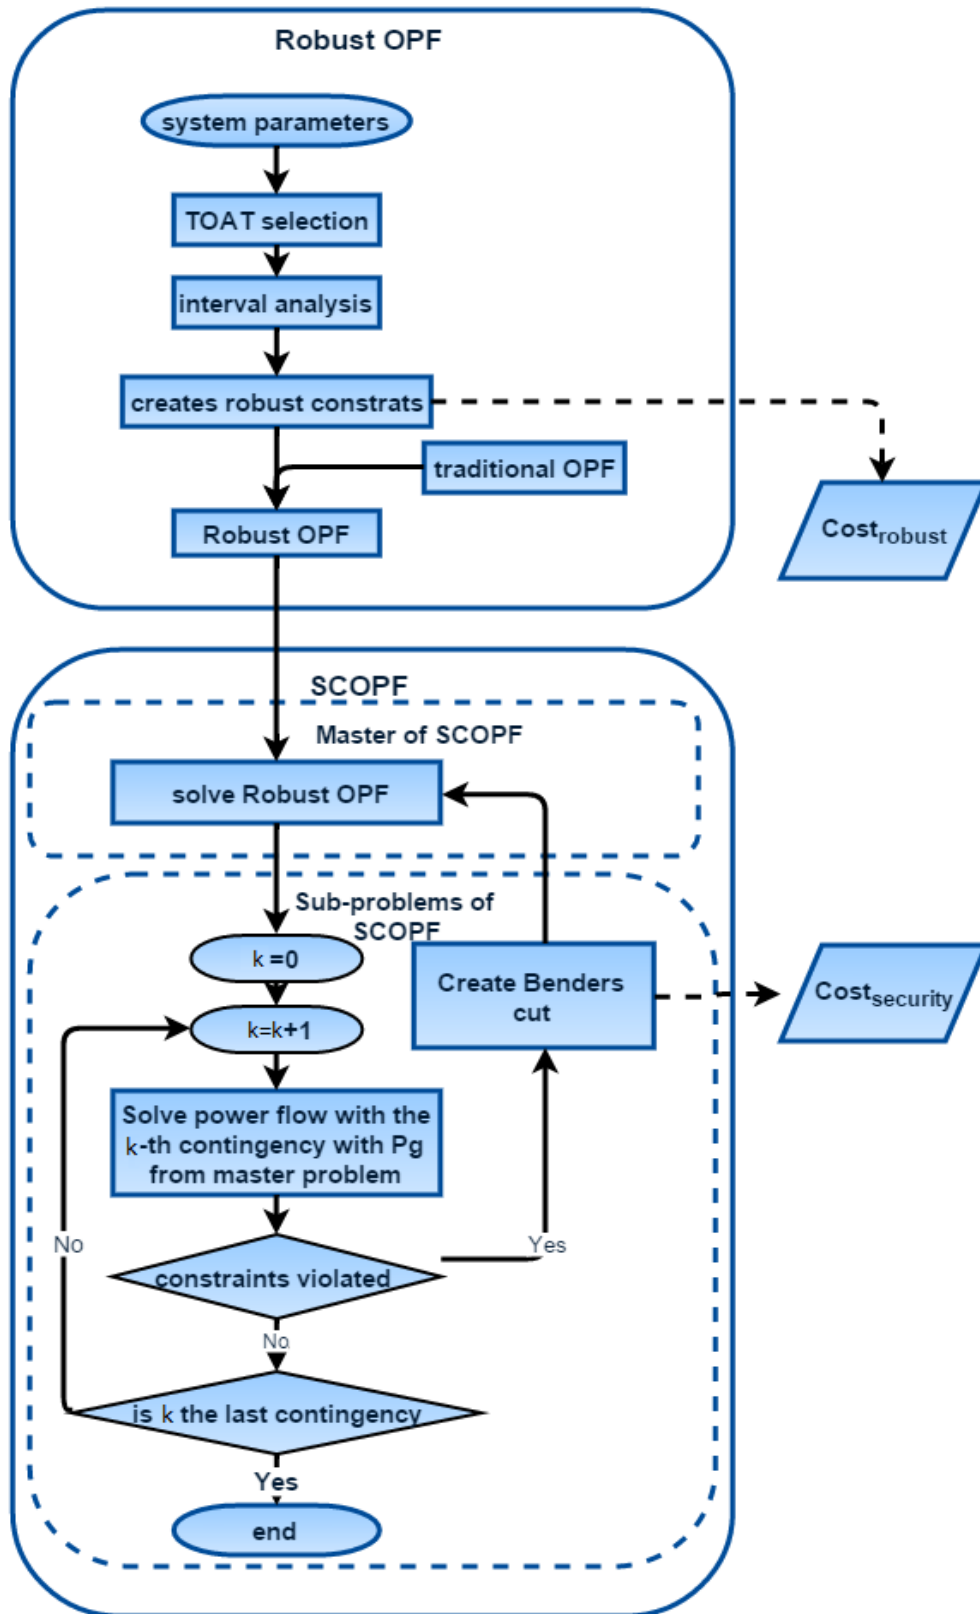 Robust OPF
system parameters
TOAT selection
interval analysis
creates robust constrats
traditional OPF
Robust OPF
Cost_robust
SCOPF
Master of SCOPF
solve Robust OPF
Sub-problems of
SCOPF
k =0
k=k+1
Create Benders
cut
Cost_security
Solve power flow with the
k-th contingency with Pg
from master problem
No
Yes
constraints violated
No
is k the last contingency
Yes
end